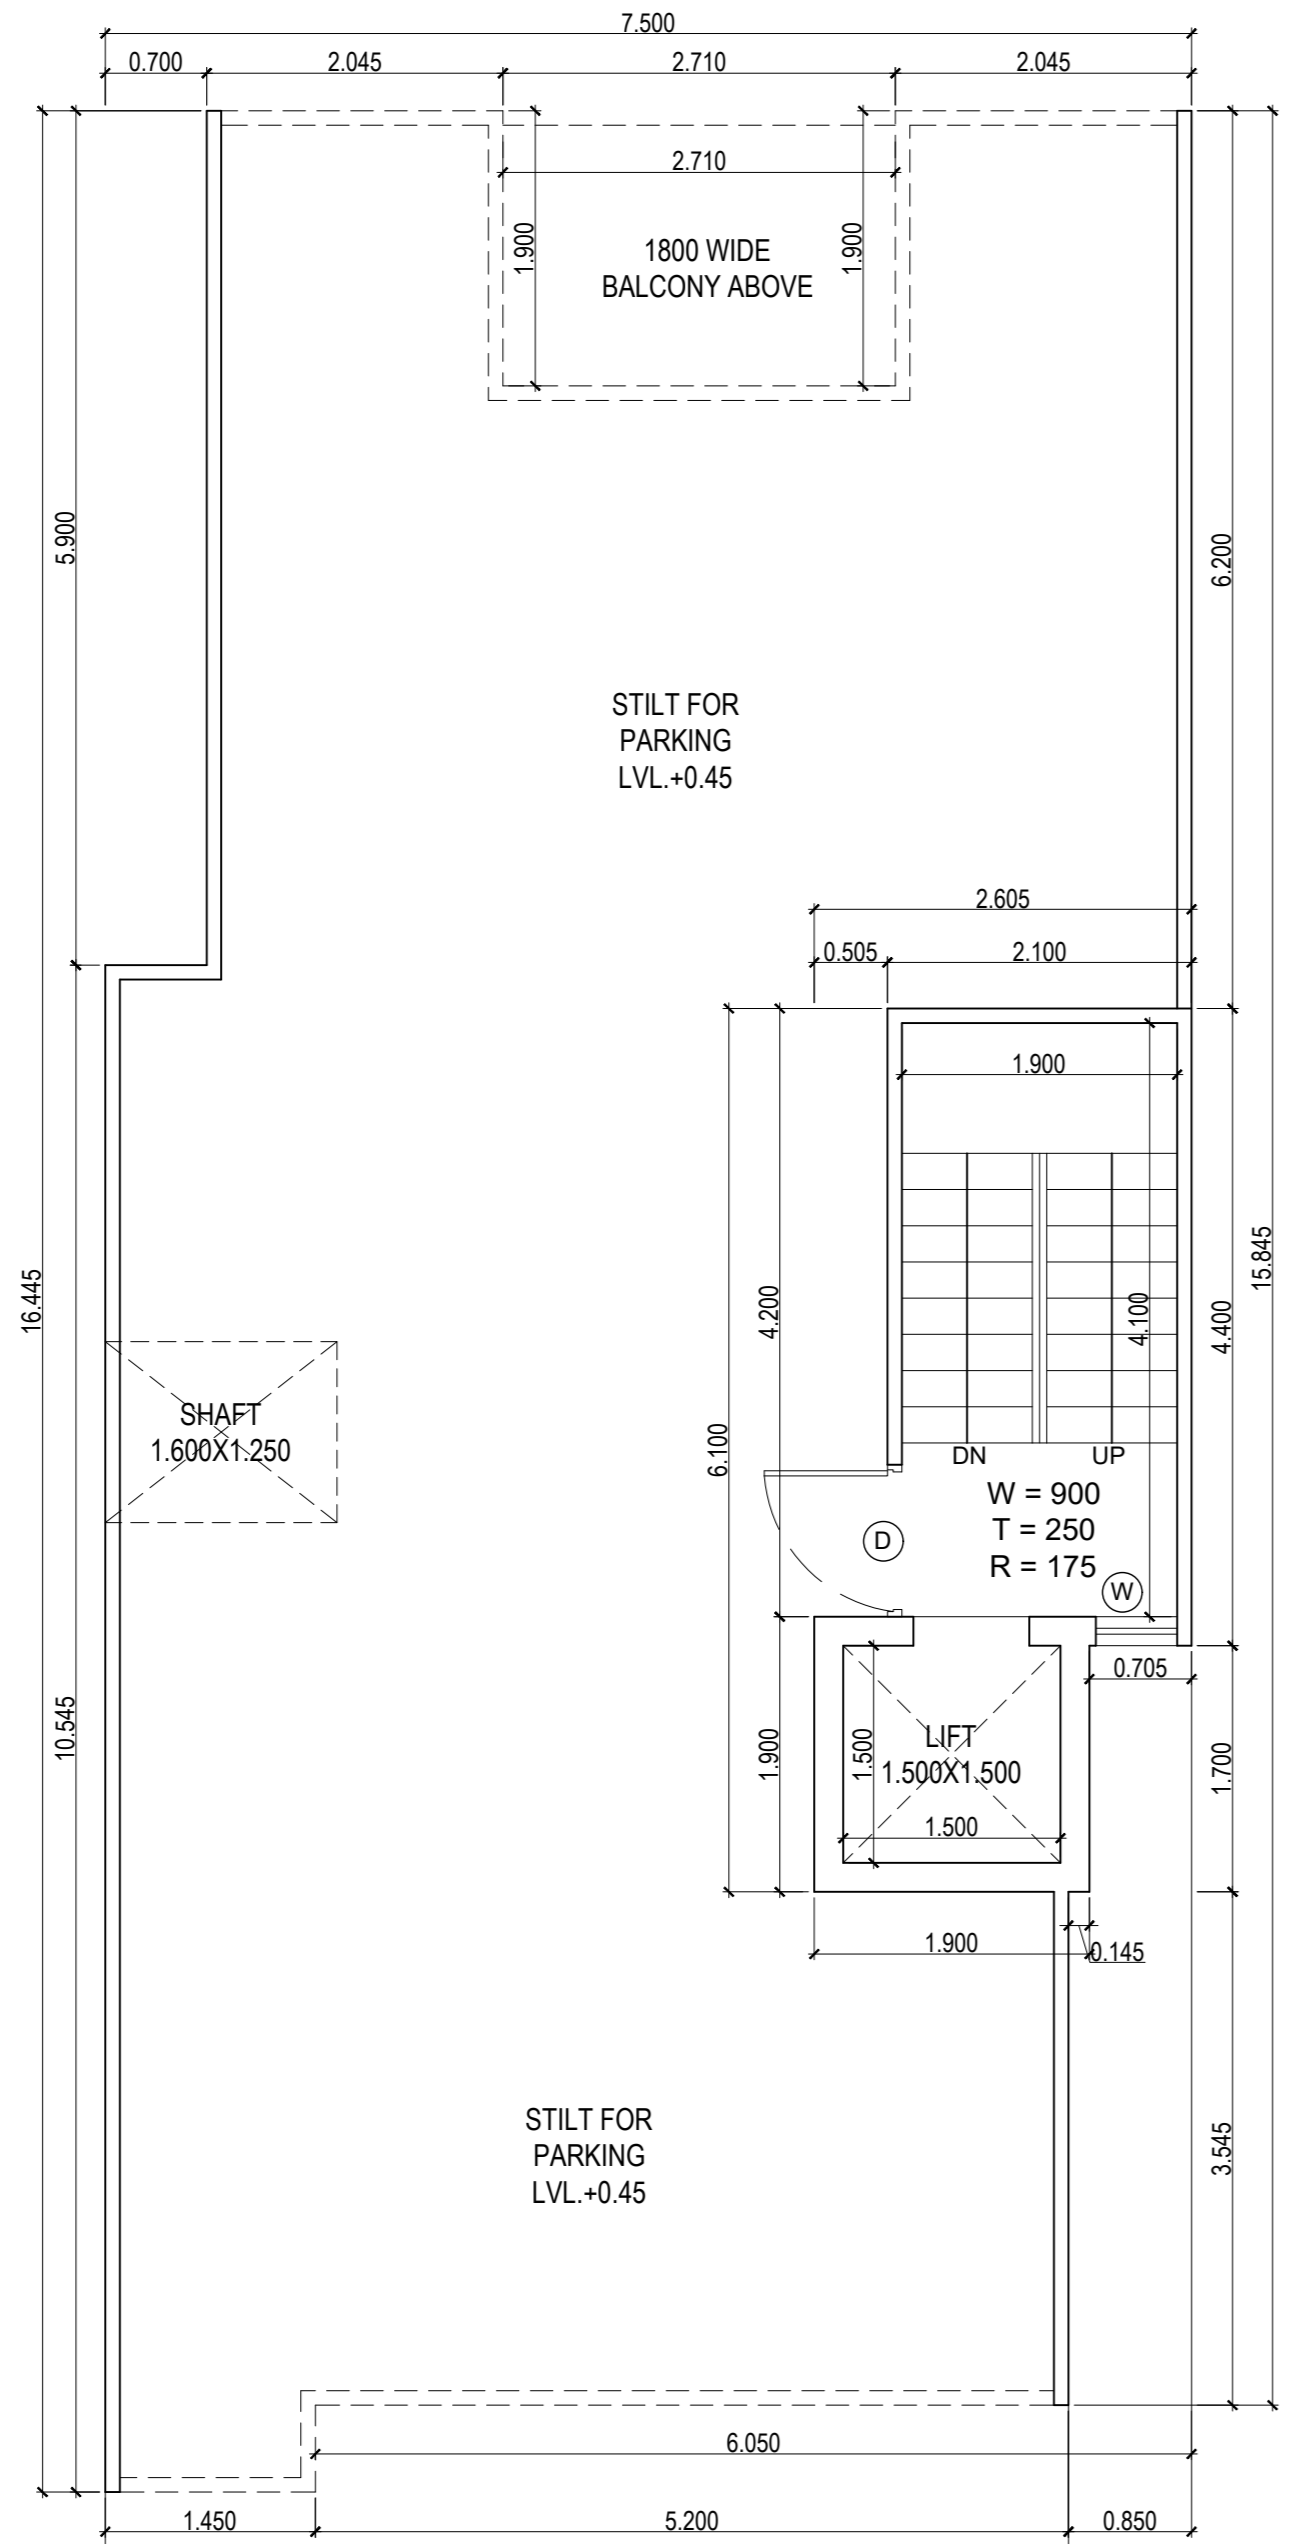 7.500
0.700
2.045
2.710
2.045
2.710
1.900
1.900
1800 WIDE
BALCONY ABOVE
5.900
6.200
STILT FOR
PARKING
LVL.+0.45
2.605
0.505
2.100
1.900
16.445
15.845
4.200
4.100
4.400
SHAFT
1.600X1.250
6.100
DN
UP
W = 900
T = 250
R = 175
D
W
0.705
10.545
1.900
1.500
LIFT
1.500X1.500
1.700
1.500
1.900
0.145
STILT FOR
PARKING
LVL.+0.45
3.545
6.050
1.450
5.200
0.850